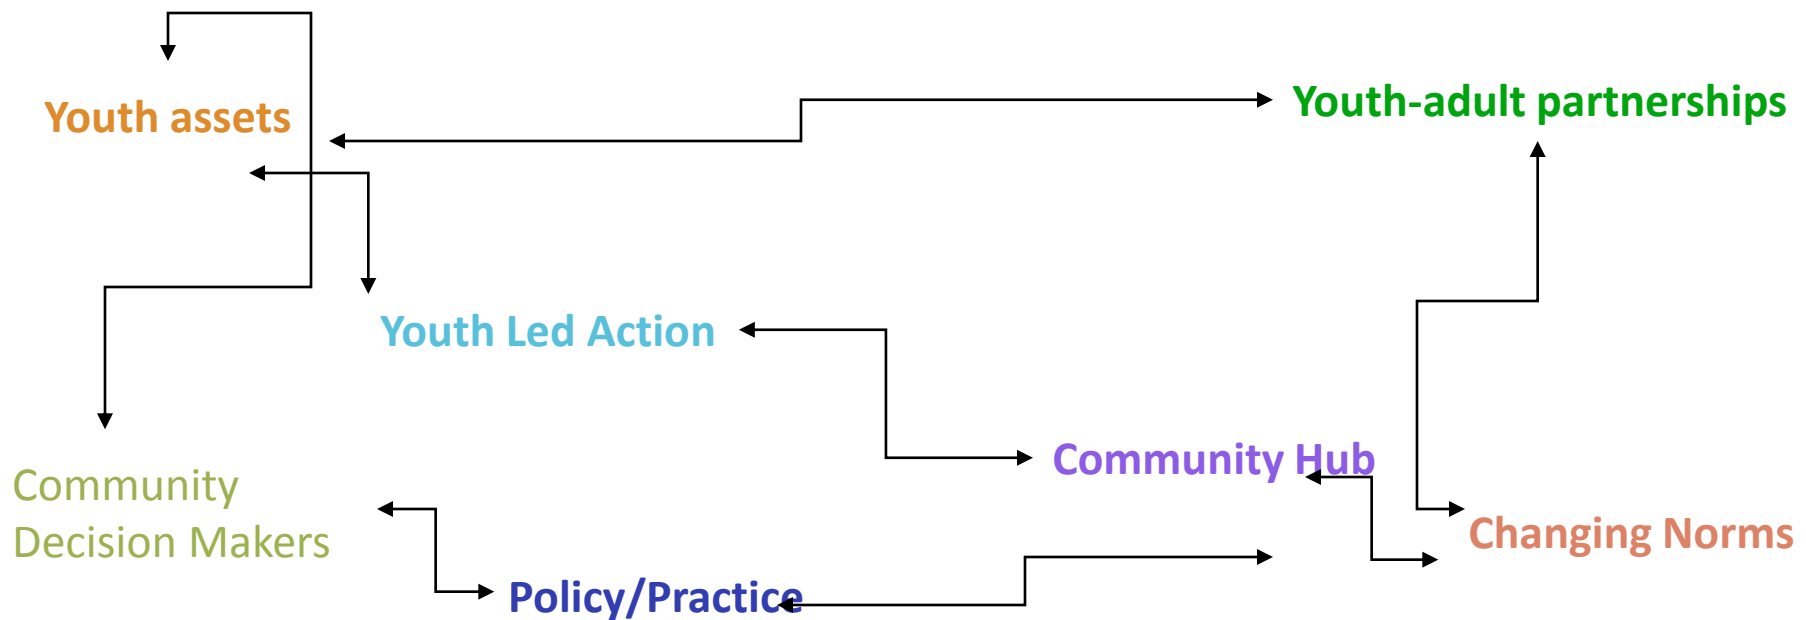 Youth assets
Youth-adult partnerships
Youth Led Action
Community Hub
Community
Decision Makers
Changing Norms
Policy/Practice